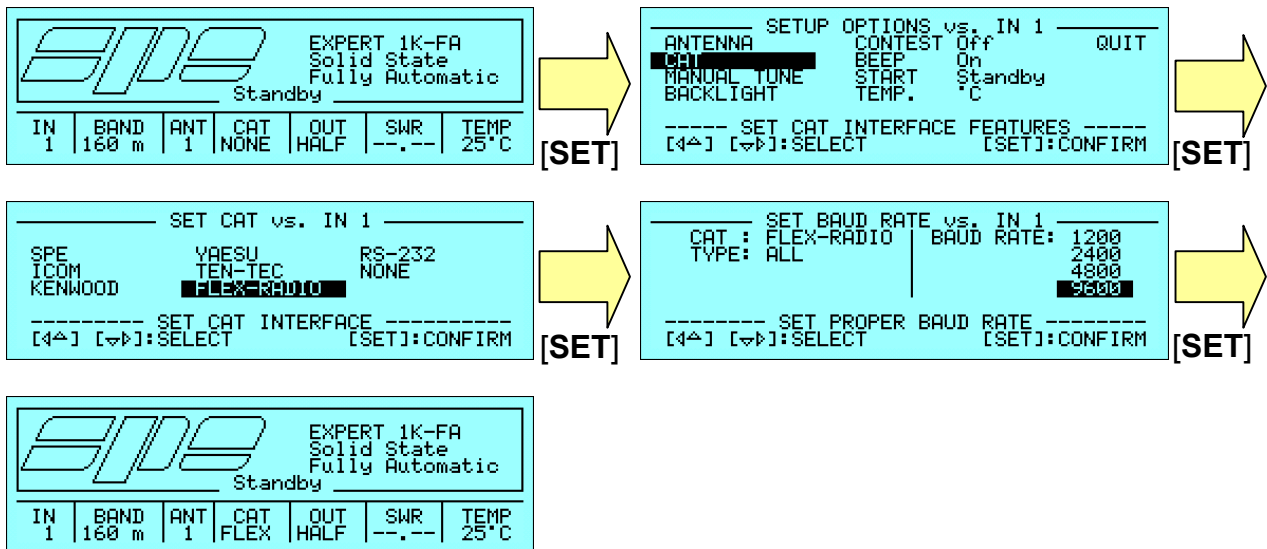 EXPERT 1K-FA
Solid State
Fully Automatic
Standby
IN BAND ANT CAT OUT SWR TEMP
1 160 m 1 NONE HALF --.-- 25°C
[SET]
SETUP OPTIONS vs. IN 1
ANTENNA CONTEST Off QUIT
CAT BEEP On
MANUAL TUNE START Standby
BACKLIGHT TEMP. °C
----- SET CAT INTERFACE FEATURES -----
[◁△] [▽▷]:SELECT [SET]:CONFIRM
[SET]
SET CAT vs. IN 1
SPE YAESU RS-232
ICOM TEN-TEC NONE
KENWOOD FLEX-RADIO
--------- SET CAT INTERFACE ----------
[◁△] [▽▷]:SELECT [SET]:CONFIRM
[SET]
SET BAUD RATE vs. IN 1
CAT : FLEX-RADIO BAUD RATE: 1200
TYPE: ALL 2400
4800
9600
-------- SET PROPER BAUD RATE --------
[◁△] [▽▷]:SELECT [SET]:CONFIRM
[SET]
spe
EXPERT 1K-FA
Solid State
Fully Automatic
Standby
IN BAND ANT CAT OUT SWR TEMP
1 160 m 1 FLEX HALF --.-- 25°C